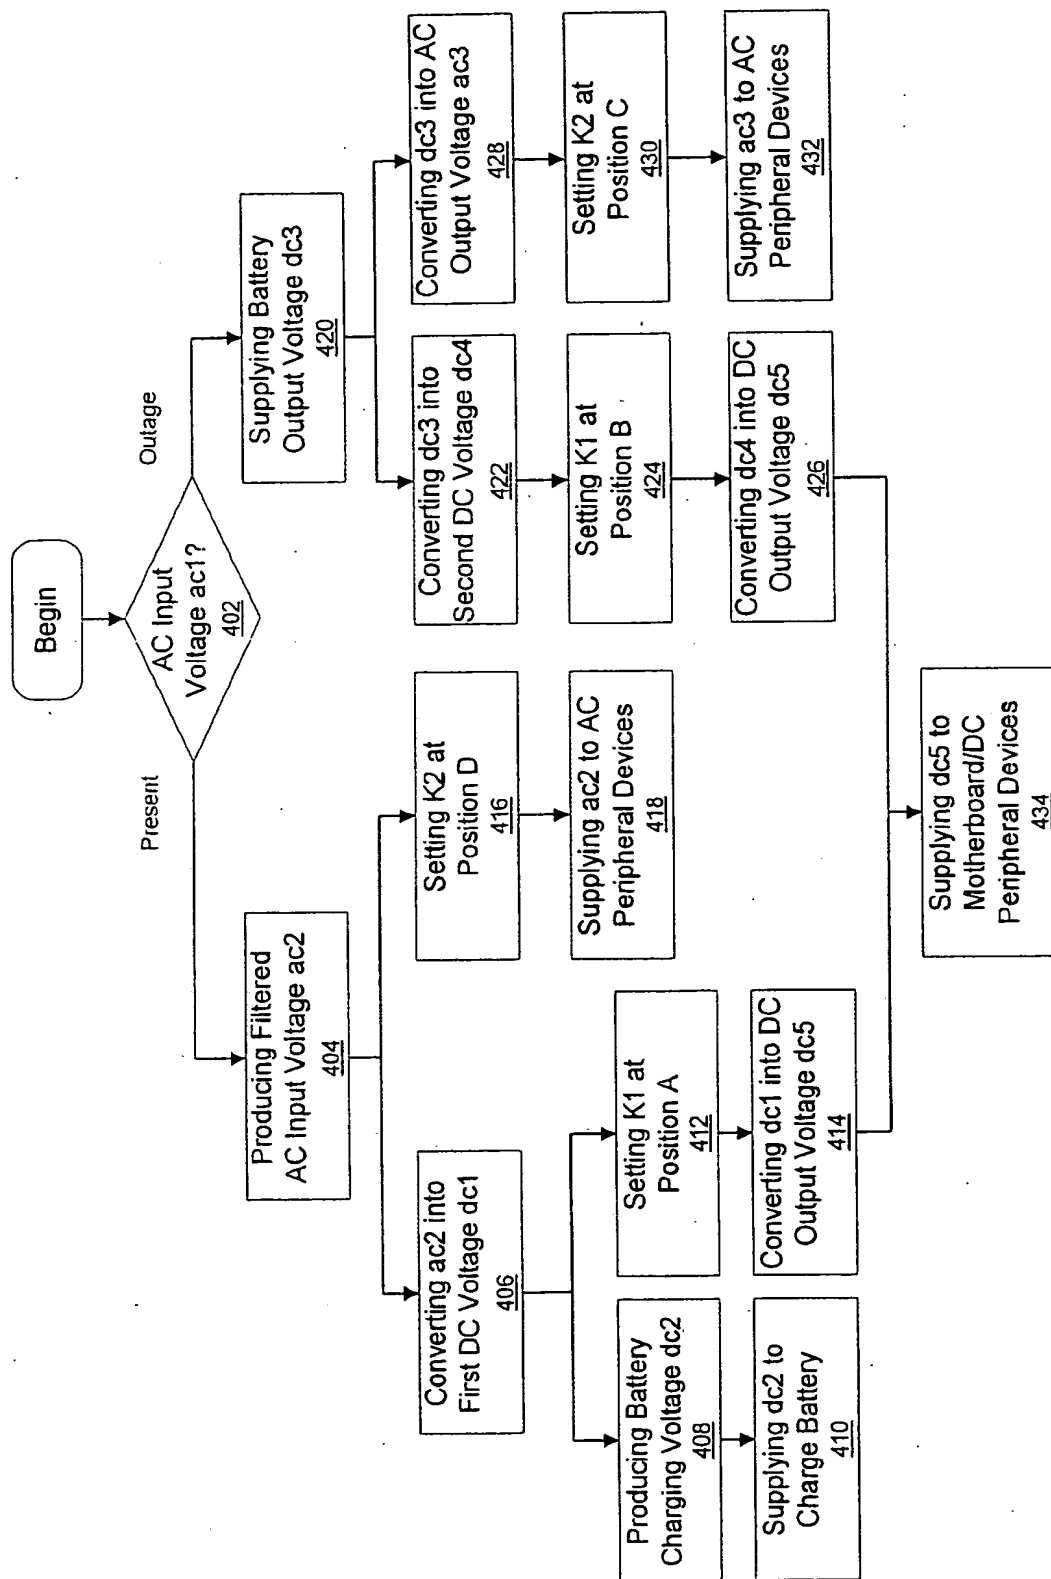 Begin
AC Input
Voltage ac1?
402
Present
Outage
Producing Filtered
AC Input Voltage ac2
404
Supplying Battery
Output Voltage dc3
420
Converting ac2 into
First DC Voltage dc1
406
Setting K2 at
Position D
416
Converting dc3 into
Second DC Voltage dc4
422
Converting dc3 into AC
Output Voltage ac3
428
Supplying ac2 to AC
Peripheral Devices
418
Setting K1 at
Position B
424
Setting K2 at
Position C
430
Producing Battery
Charging Voltage dc2
408
Setting K1 at
Position A
412
Converting dc4 into DC
Output Voltage dc5
426
Supplying ac3 to AC
Peripheral Devices
432
Supplying dc2 to
Charge Battery
410
Converting dc1 into DC
Output Voltage dc5
414
Supplying dc5 to
Motherboard/DC
Peripheral Devices
434